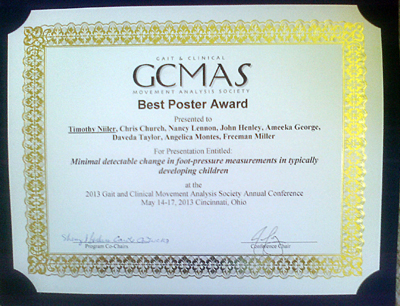 GAIT & CLINICAL
GCMAS
MOVEMENT ANALYSIS SOCIETY
Best Poster Award
Presented to
Timothy Niiler, Chris Church, Nancy Lennon, John Henley, Ameeka George,
Daveda Taylor, Angelica Montes, Freeman Miller
For Presentation Entitled:
Minimal detectable change in foot-pressure measurements in typically
developing children
at the
2013 Gait and Clinical Movement Analysis Society Annual Conference
May 14-17, 2013 Cincinnati, Ohio
Program Co-Chairs
Conference Chair